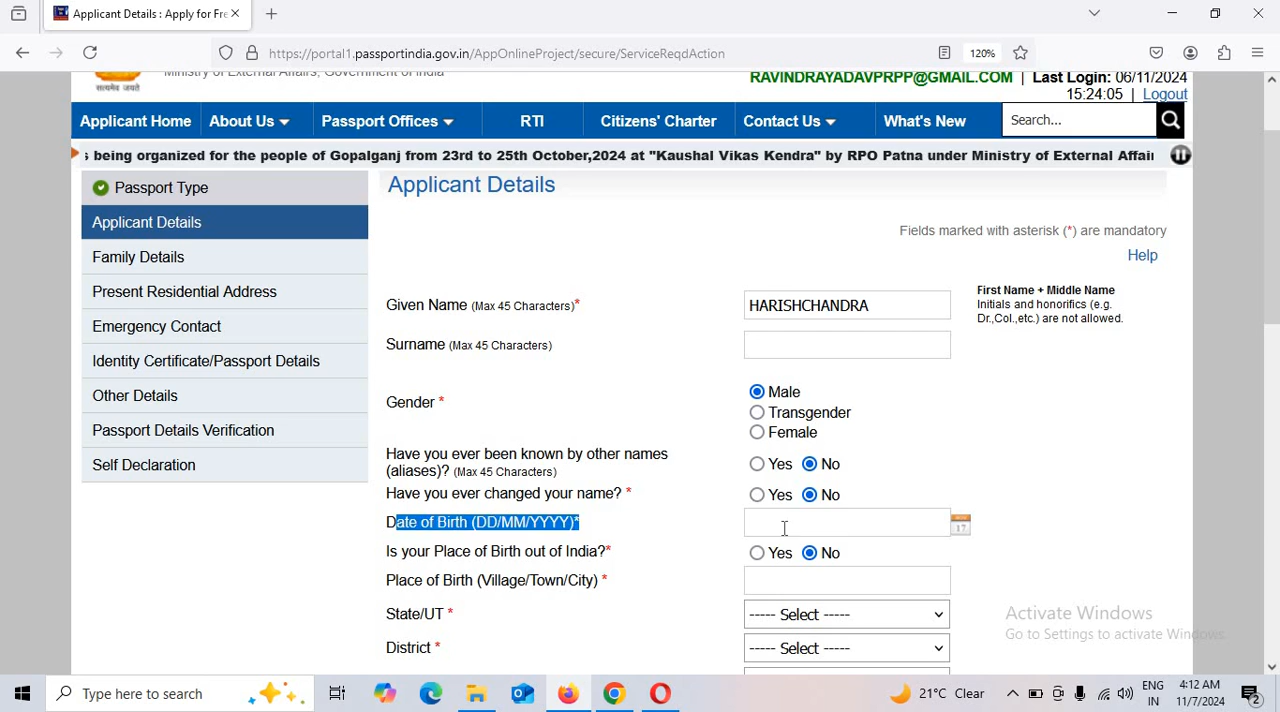 Applicant Details : Apply for Fre
https://portal1.passportindia.gov.in/AppOnlineProject/secure/ServiceReqdAction
120%
Ministry of External Affairs, Government of India
सत्यमेव जयते
RAVINDRAYADAVPRPP@GMAIL.COM | Last Login: 06/11/2024
15:24:05 | Logout
Applicant Home About Us Passport Offices RTI Citizens' Charter Contact Us What's New Search...
s being organized for the people of Gopalganj from 23rd to 25th October,2024 at "Kaushal Vikas Kendra" by RPO Patna under Ministry of External Affai
Passport Type
Applicant Details
Family Details
Present Residential Address
Emergency Contact
Identity Certificate/Passport Details
Other Details
Passport Details Verification
Self Declaration
Applicant Details
Fields marked with asterisk (*) are mandatory
Help
Given Name (Max 45 Characters)* HARISHCHANDRA
First Name + Middle Name
Initials and honorifics (e.g.
Dr.,Col.,etc.) are not allowed.
Surname (Max 45 Characters)
Gender * Male
Transgender
Female
Have you ever been known by other names
(aliases)? (Max 45 Characters) Yes No
Have you ever changed your name? * Yes No
Date of Birth (DD/MM/YYYY)* 17
Is your Place of Birth out of India?* Yes No
Place of Birth (Village/Town/City) *
State/UT * ----- Select -----
District * ----- Select -----
Activate Windows
Go to Settings to activate Windows.
Type here to search
21°C Clear
ENG
IN
4:12 AM
11/7/2024
2